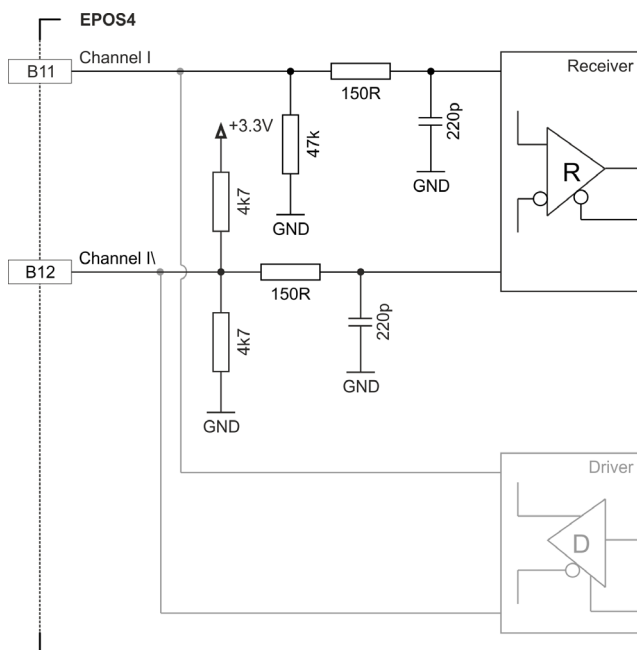 EPOS4
Channel I
B11
Receiver
150R
+3.3V
47k
220p
GND
R
4k7
GND
Channel I\
B12
150R
4k7
220p
GND
GND
Driver
D